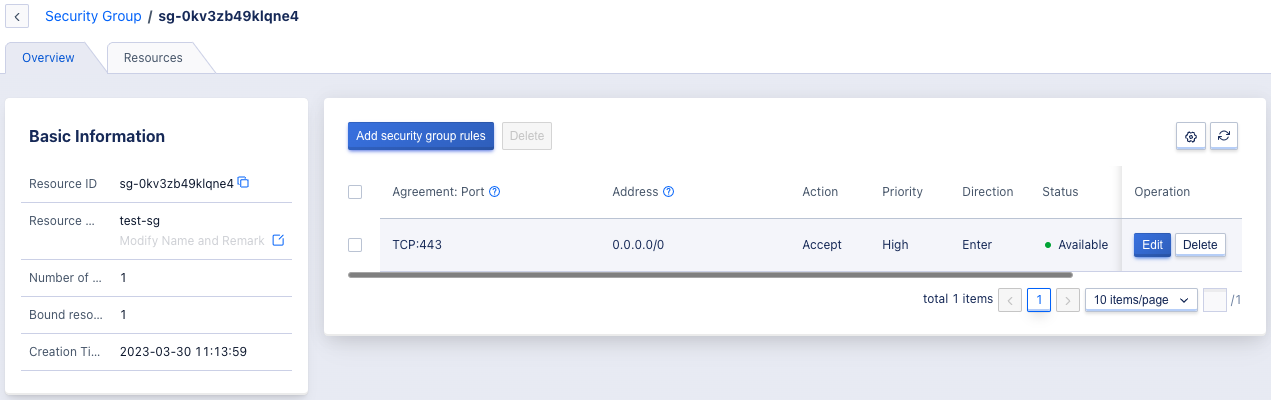 Security Group / sg-0kv3zb49klqne4
Overview
Resources
Basic Information
Resource ID sg-0kv3zb49klqne4
Resource ... test-sg
Modify Name and Remark
Number of ... 1
Bound reso... 1
Creation Ti... 2023-03-30 11:13:59
Add security group rules Delete
Agreement: Port Address Action Priority Direction Status Operation
TCP:443 0.0.0.0/0 Accept High Enter Available Edit Delete
total 1 items 1 10 items/page /1